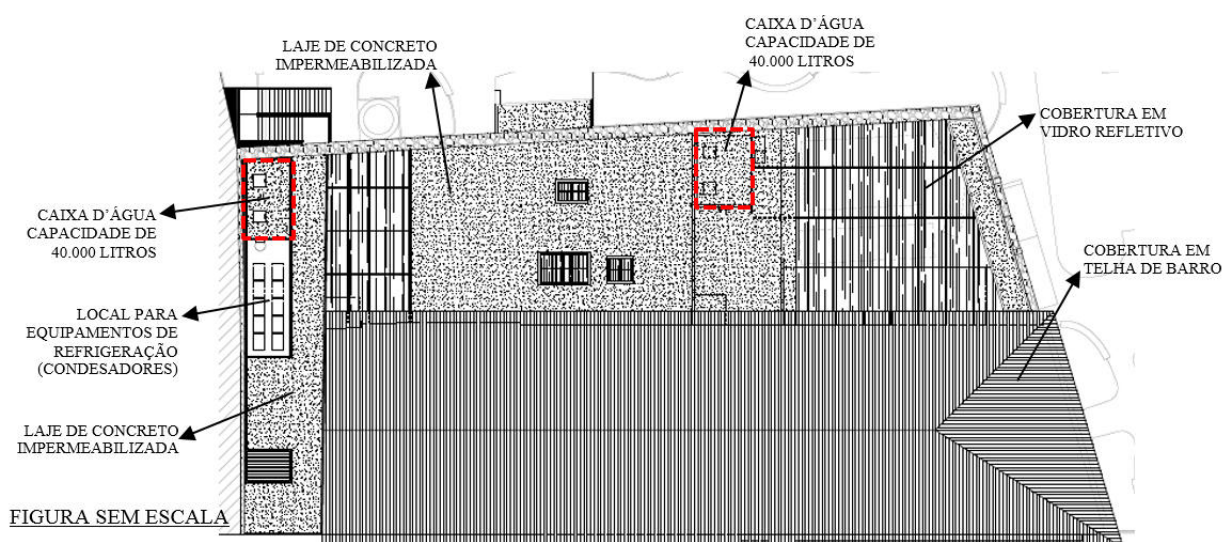 LAJE DE CONCRETO
IMPERMEABILIZADA
CAIXA D'ÁGUA
CAPACIDADE DE
40.000 LITROS
COBERTURA EM
VIDRO REFLETIVO
CAIXA D'ÁGUA
CAPACIDADE DE
40.000 LITROS
COBERTURA EM
TELHA DE BARRO
LOCAL PARA
EQUIPAMENTOS DE
REFRIGERAÇÃO
(CONDESADORES)
LAJE DE CONCRETO
IMPERMEABILIZADA
FIGURA SEM ESCALA